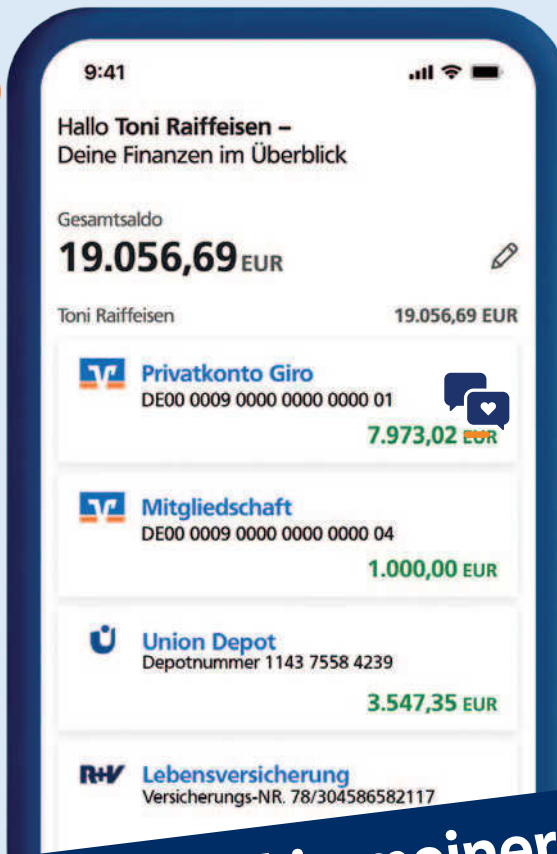 9:41
Hallo Toni Raiffeisen –
Deine Finanzen im Überblick
Gesamtsaldo
19.056,69 EUR
Toni Raiffeisen 19.056,69 EUR
Privatkonto Giro
DE00 0009 0000 0000 0000 01
7.973,02 EUR
Mitgliedschaft
DE00 0009 0000 0000 0000 04
1.000,00 EUR
Union Depot
Depotnummer 1143 7558 4239
3.547,35 EUR
R+V Lebensversicherung
Versicherungs-NR. 78/304586582117
in meiner